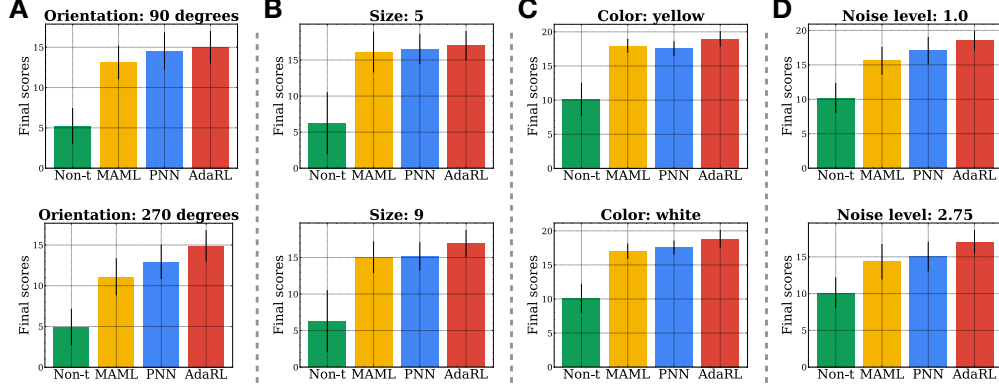 A
Orientation: 90 degrees
Final scores
15
10
5
0
Non-t MAML PNN AdaRL
Orientation: 270 degrees
Final scores
15
10
5
0
Non-t MAML PNN AdaRL
B
Size: 5
Final scores
15
10
5
0
Non-t MAML PNN AdaRL
Size: 9
Final scores
15
10
5
0
Non-t MAML PNN AdaRL
C
Color: yellow
Final scores
20
15
10
5
0
Non-t MAML PNN AdaRL
Color: white
Final scores
20
15
10
5
0
Non-t MAML PNN AdaRL
D
Noise level: 1.0
Final scores
20
15
10
5
0
Non-t MAML PNN AdaRL
Noise level: 2.75
Final scores
20
15
10
5
0
Non-t MAML PNN AdaRL